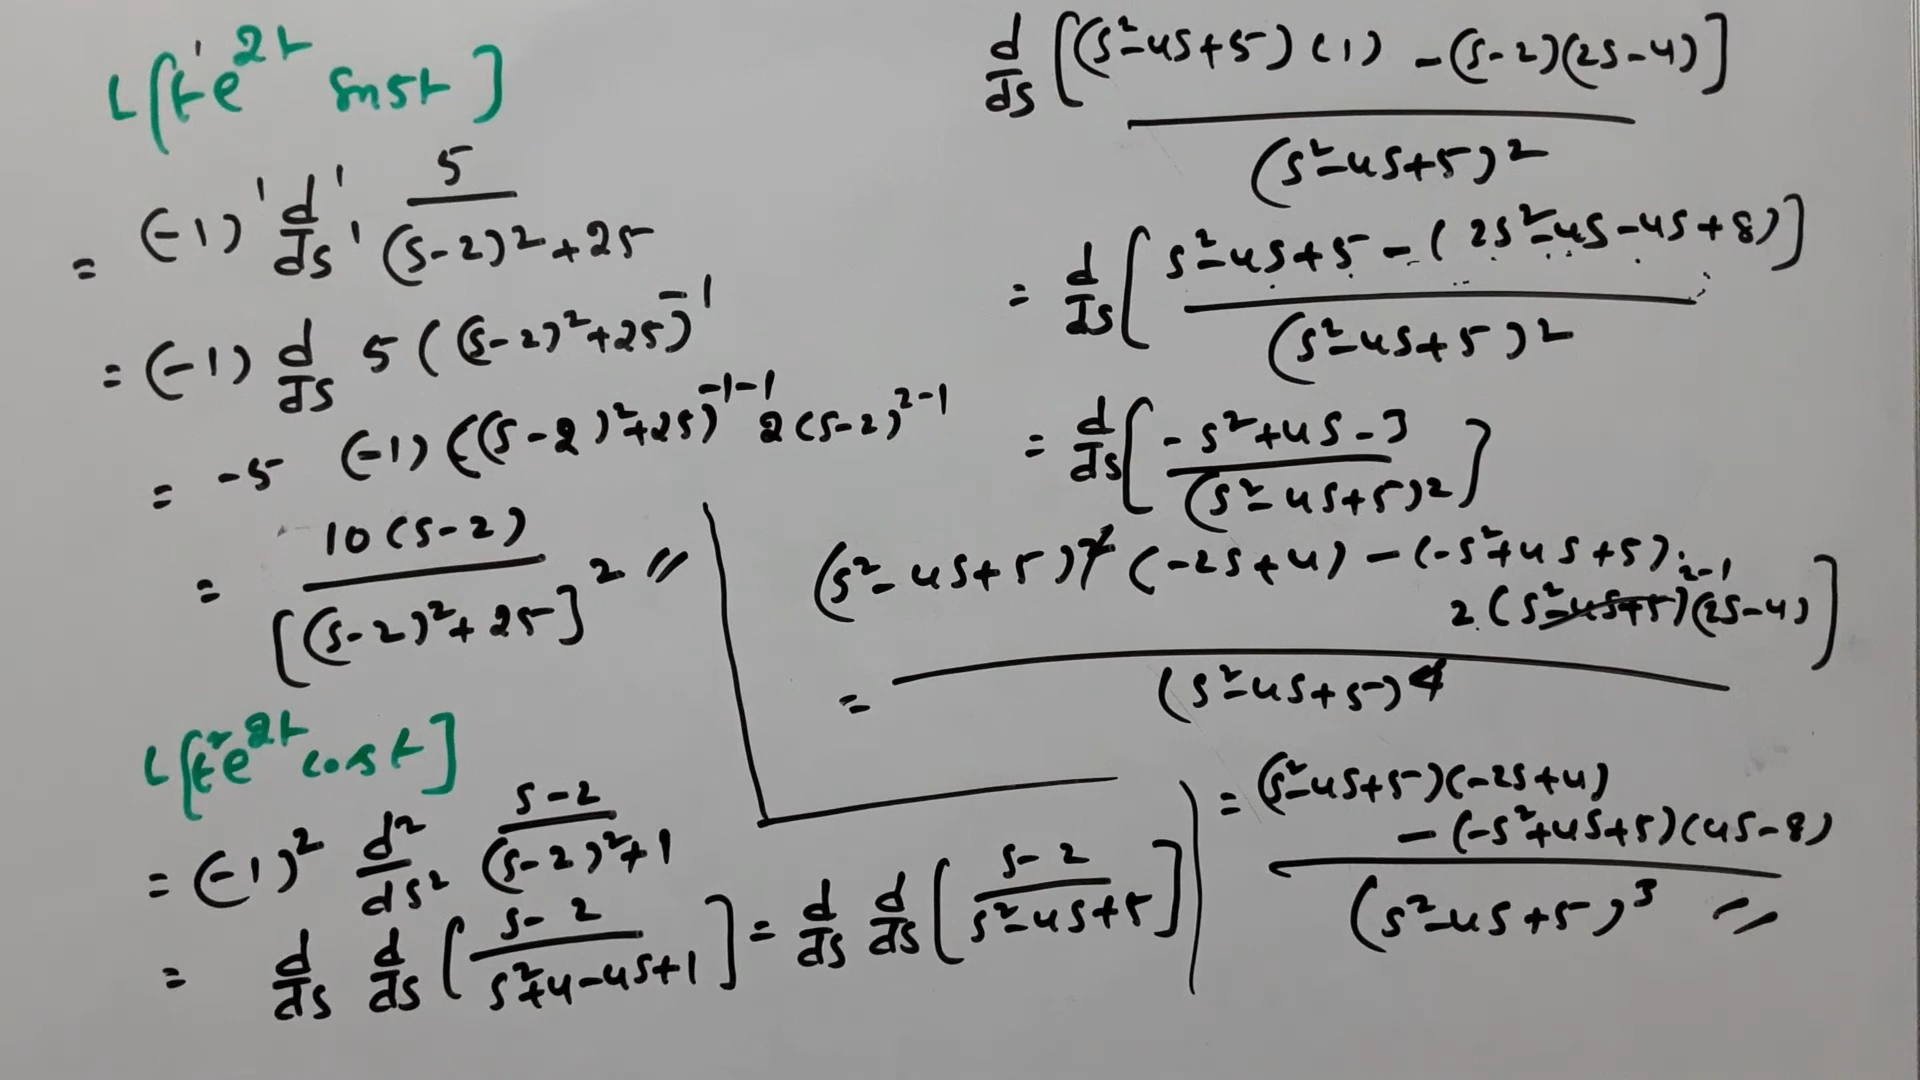 L[t¹e^{2t} sin5t]
= (-1)¹ d¹/ds¹ 5/((s-2)²+25)
= (-1) d/ds 5((s-2)²+25)^{-1}
= -5 (-1)((s-2)²+25)^{-1-1} 2(s-2)^{2-1}
= 10(s-2)/[(s-2)²+25]² //
L[t²e^{2t} cost]
= (-1)² d²/ds² (s-2)/((s-2)²+1)
= d/ds d/ds [(s-2)/(s²+4-4s+1)] = d/ds d/ds [(s-2)/(s²-4s+5)]
d/ds [(s²-4s+5)(1) - (s-2)(2s-4)]/(s²-4s+5)²
= d/ds [s²-4s+5-(2s²-4s-4s+8)]/(s²-4s+5)²
= d/ds [(-s²+4s-3)/(s²-4s+5)²]
= (s²-4s+5)²(-2s+4) - (-s²+4s+5)·2·(s²-4s+5)^{2-1}(2s-4)]/(s²-4s+5)⁴
= (s²-4s+5)(-2s+4)
- (-s²+4s+5)(4s-8)/(s²-4s+5)³ //